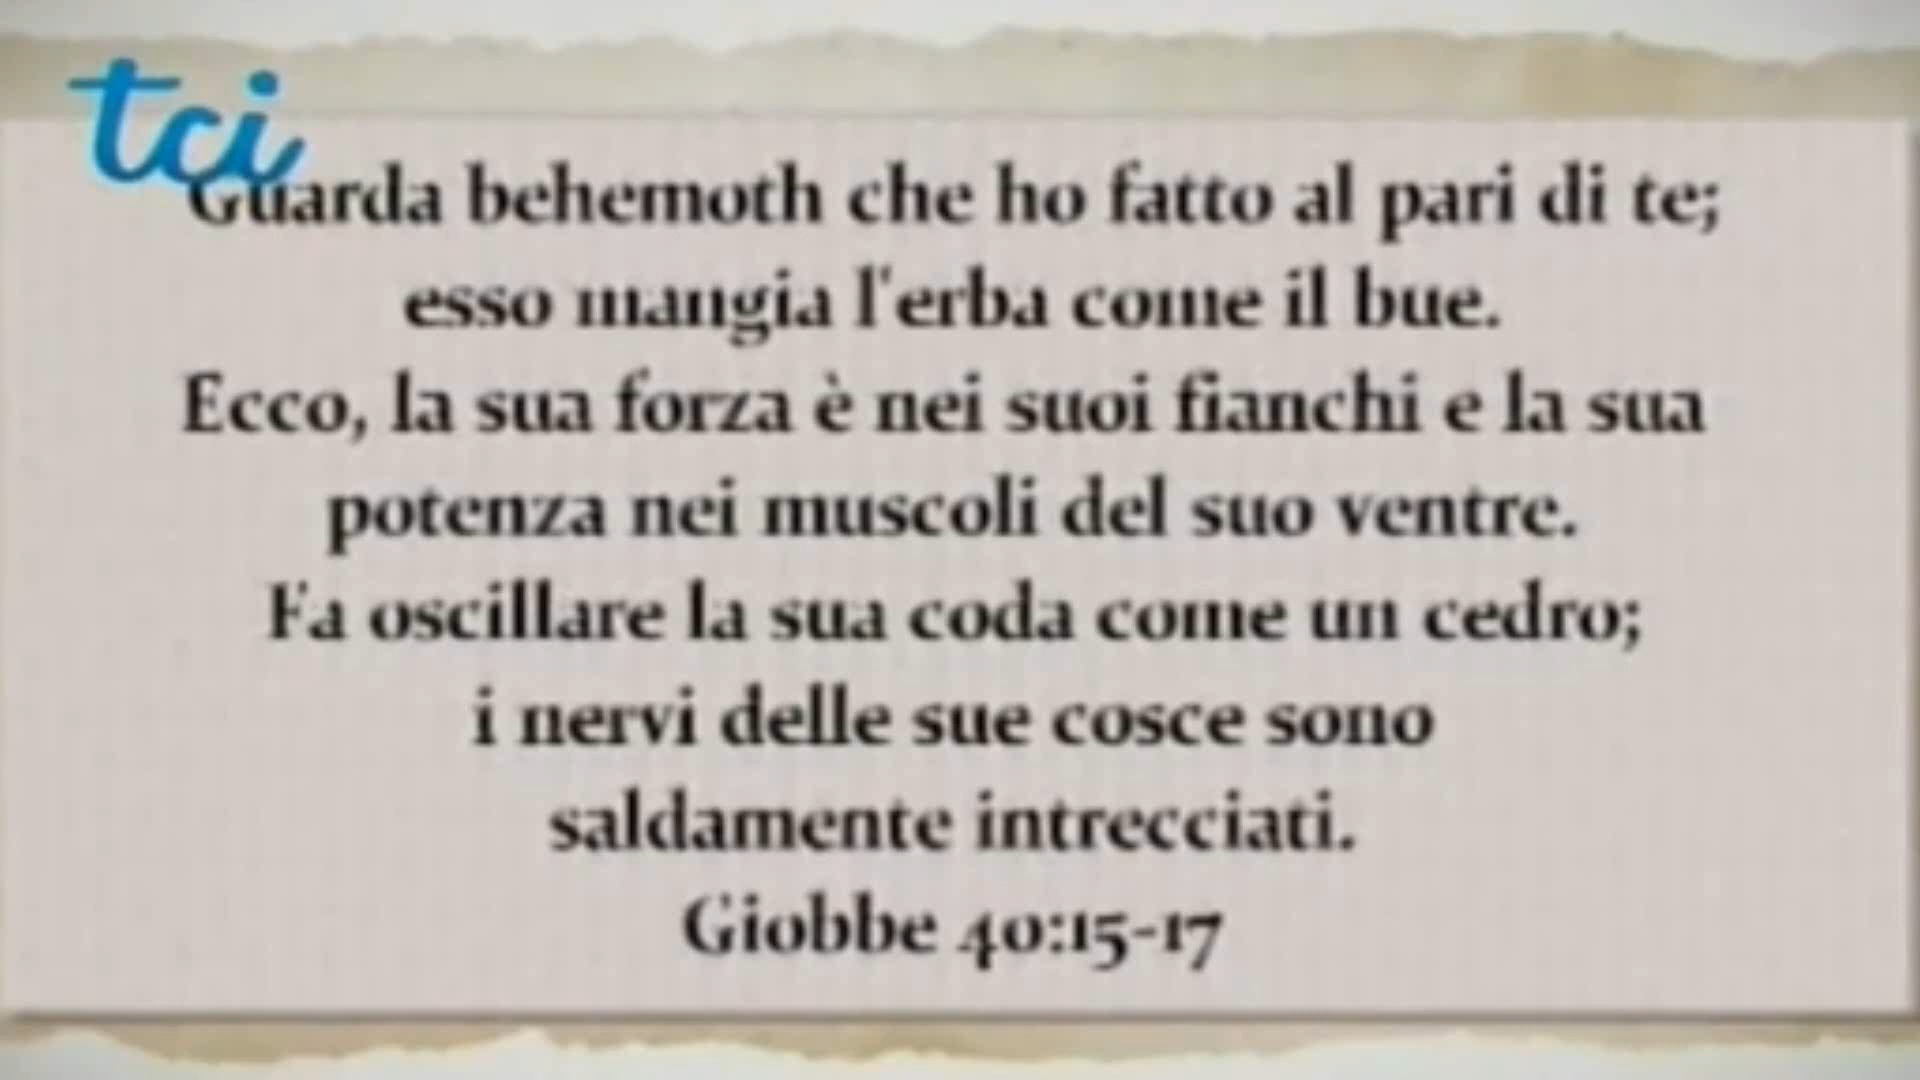 tci
Guarda behemoth che ho fatto al pari di te;
esso mangia l'erba come il bue.
Ecco, la sua forza è nei suoi fianchi e la sua
potenza nei muscoli del suo ventre.
Fa oscillare la sua coda come un cedro;
i nervi delle sue cosce sono
saldamente intrecciati.
Giobbe 40:15-17